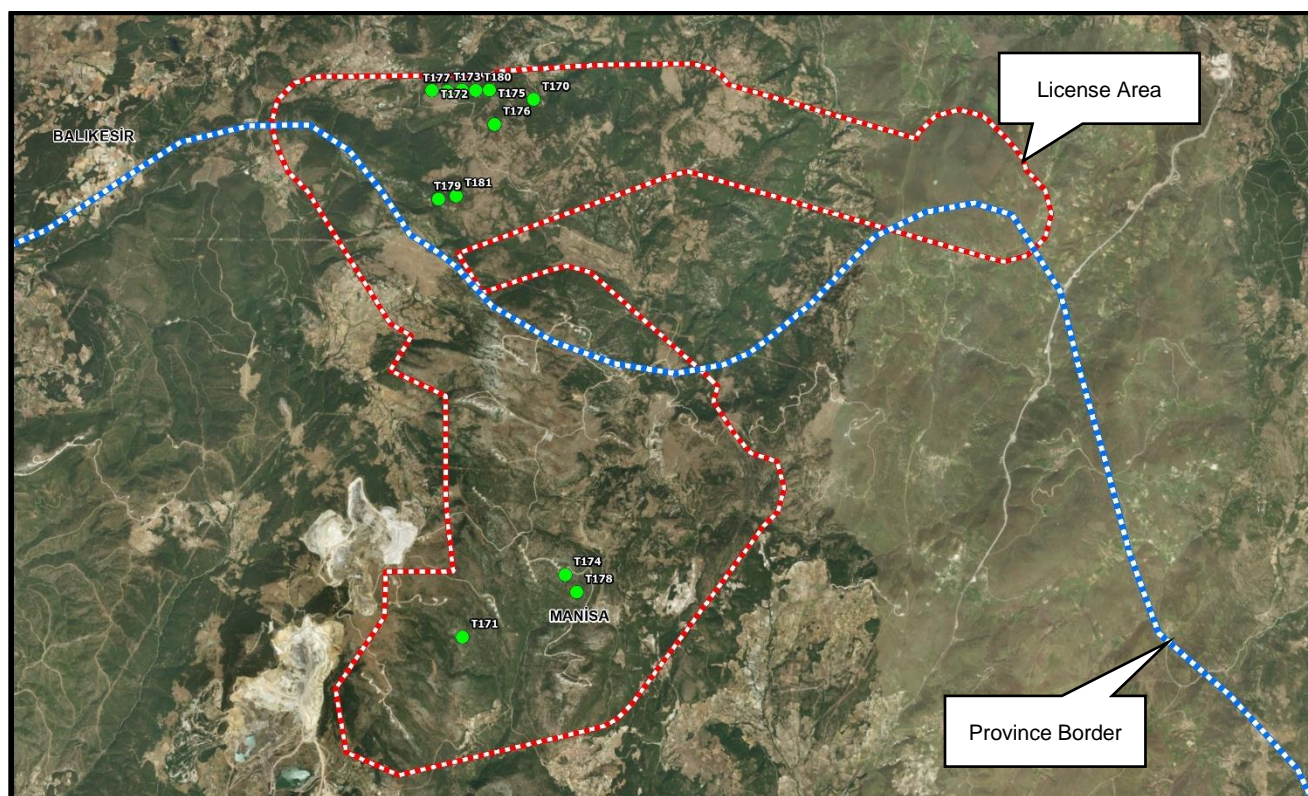 License Area
T177
T173
T180
T172
T175
T170
T176
BALIKESİR
T179
T181
T174
T178
MANİSA
T171
Province Border